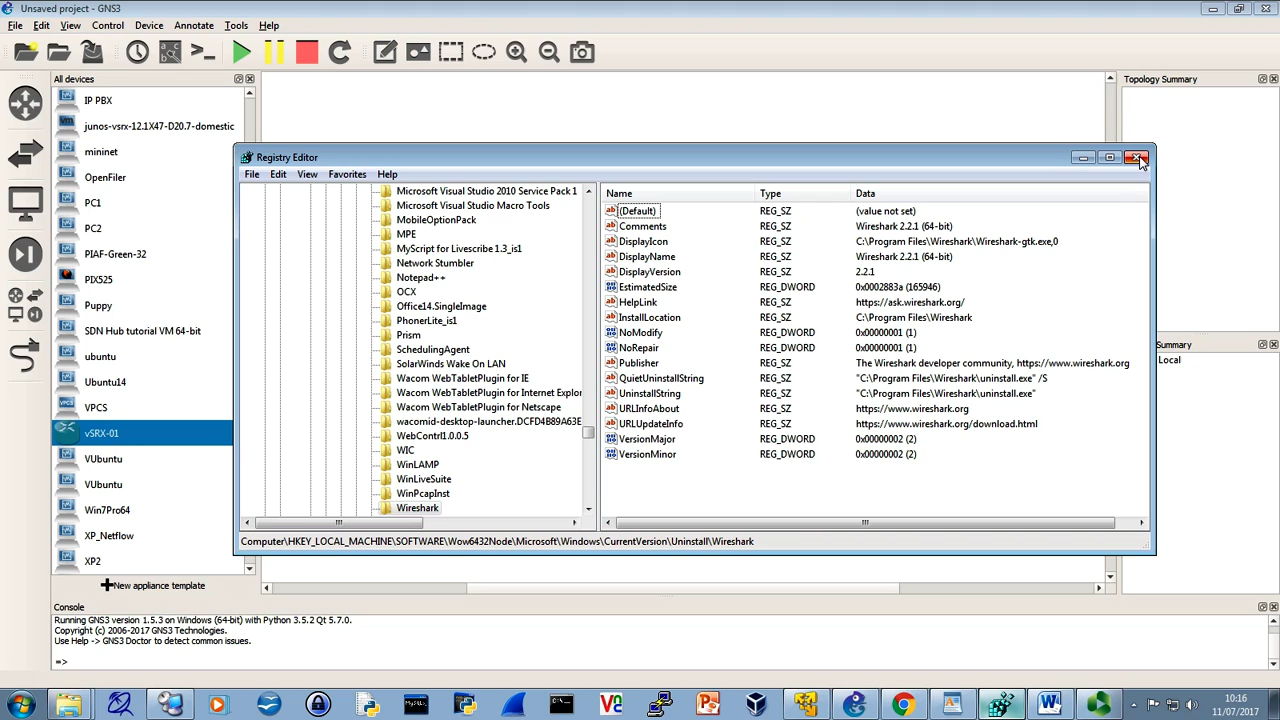 Unsaved project - GNS3
File Edit View Control Device Annotate Tools Help
All devices
IP PBX
junos-vsrx-12.1X47-D20.7-domestic
mininet
OpenFiler
PC1
PC2
PIAF-Green-32
PIX525
Puppy
SDN Hub tutorial VM 64-bit
ubuntu
Ubuntu14
VPCS
vSRX-01
VUbuntu
VUbuntu
Win7Pro64
XP_Netflow
XP2
New appliance template
Registry Editor
File Edit View Favorites Help
Microsoft Visual Studio 2010 Service Pack 1
Microsoft Visual Studio Macro Tools
MobileOptionPack
MPE
MyScript for Livescribe 1.3_is1
Network Stumbler
Notepad++
OCX
Office14.SingleImage
PhonerLite_is1
Prism
SchedulingAgent
SolarWinds Wake On LAN
Wacom WebTabletPlugin for IE
Wacom WebTabletPlugin for Internet Explor
Wacom WebTabletPlugin for Netscape
wacomid-desktop-launcher.DCFD4B89A63E
WebContrl1.0.0.5
WIC
WinLAMP
WinLiveSuite
WinPcapInst
Wireshark
Name Type Data
(Default) REG_SZ (value not set)
Comments REG_SZ Wireshark 2.2.1 (64-bit)
DisplayIcon REG_SZ C:\Program Files\Wireshark\Wireshark-gtk.exe,0
DisplayName REG_SZ Wireshark 2.2.1 (64-bit)
DisplayVersion REG_SZ 2.2.1
EstimatedSize REG_DWORD 0x0002883a (165946)
HelpLink REG_SZ https://ask.wireshark.org/
InstallLocation REG_SZ C:\Program Files\Wireshark
NoModify REG_DWORD 0x00000001 (1)
NoRepair REG_DWORD 0x00000001 (1)
Publisher REG_SZ The Wireshark developer community, https://www.wireshark.org
QuietUninstallString REG_SZ "C:\Program Files\Wireshark\uninstall.exe" /S
UninstallString REG_SZ "C:\Program Files\Wireshark\uninstall.exe"
URLInfoAbout REG_SZ https://www.wireshark.org
URLUpdateInfo REG_SZ https://www.wireshark.org/download.html
VersionMajor REG_DWORD 0x00000002 (2)
VersionMinor REG_DWORD 0x00000002 (2)
Computer\HKEY_LOCAL_MACHINE\SOFTWARE\Wow6432Node\Microsoft\Windows\CurrentVersion\Uninstall\Wireshark
Topology Summary
Summary
Local
Console
Running GNS3 version 1.5.3 on Windows (64-bit) with Python 3.5.2 Qt 5.7.0.
Copyright (c) 2006-2017 GNS3 Technologies.
Use Help -> GNS3 Doctor to detect common issues.
=>
10:16
11/07/2017